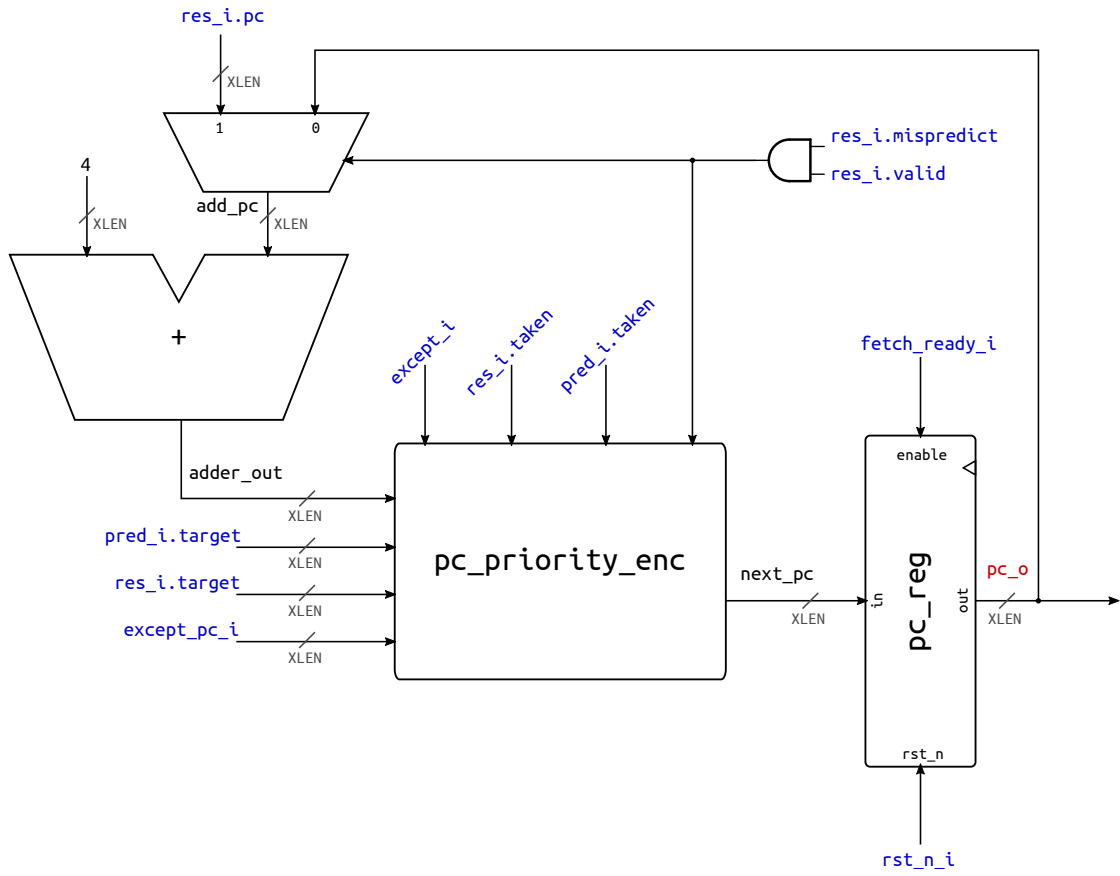 res_i.pc
XLEN
1
0
res_i.mispredict
res_i.valid
4
XLEN
add_pc
XLEN
+
except_i
res_i.taken
pred_i.taken
fetch_ready_i
enable
adder_out
XLEN
pred_i.target
XLEN
res_i.target
XLEN
except_pc_i
XLEN
pc_priority_enc
next_pc
XLEN
in
pc_reg
out
pc_o
XLEN
rst_n
rst_n_i